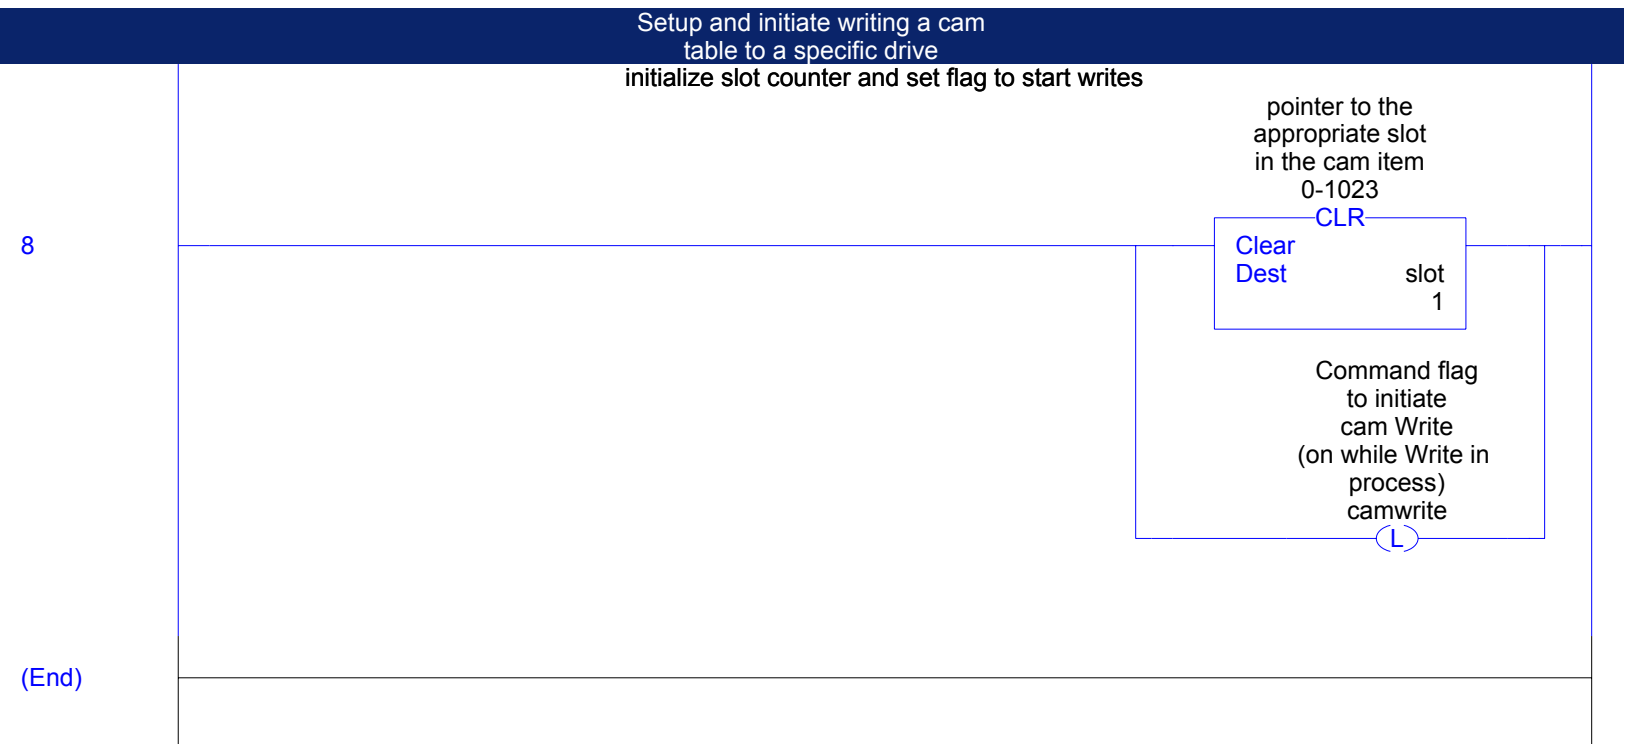 Setup and initiate writing a cam
table to a specific drive
initialize slot counter and set flag to start writes
pointer to the
appropriate slot
in the cam item
0-1023
CLR
8
Clear
Dest slot
1
Command flag
to initiate
cam Write
(on while Write in
process)
camwrite
L
(End)